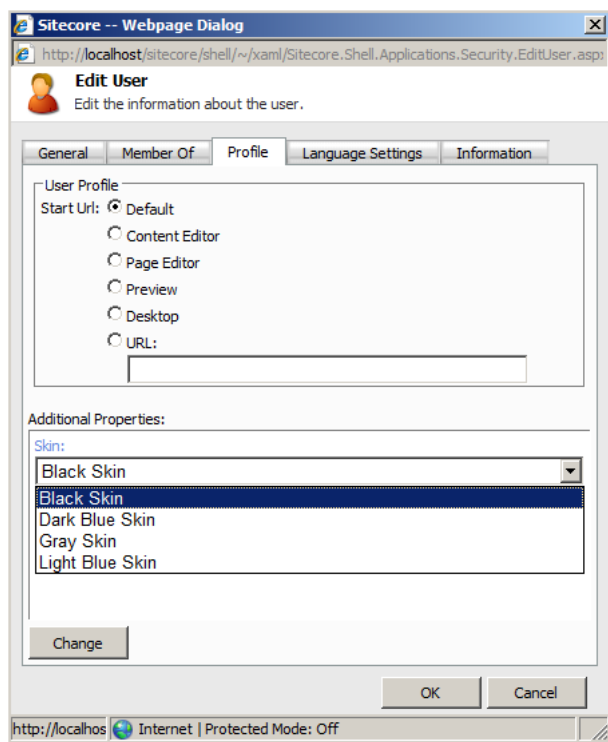 Sitecore -- Webpage Dialog
http://localhost/sitecore/shell/~/xaml/Sitecore.Shell.Applications.Security.EditUser.asp
Edit User
Edit the information about the user.
General Member Of Profile Language Settings Information
User Profile
Start Url: Default
Content Editor
Page Editor
Preview
Desktop
URL:
Additional Properties:
Skin:
Black Skin
Black Skin
Dark Blue Skin
Gray Skin
Light Blue Skin
Change
OK Cancel
http://localhos Internet | Protected Mode: Off